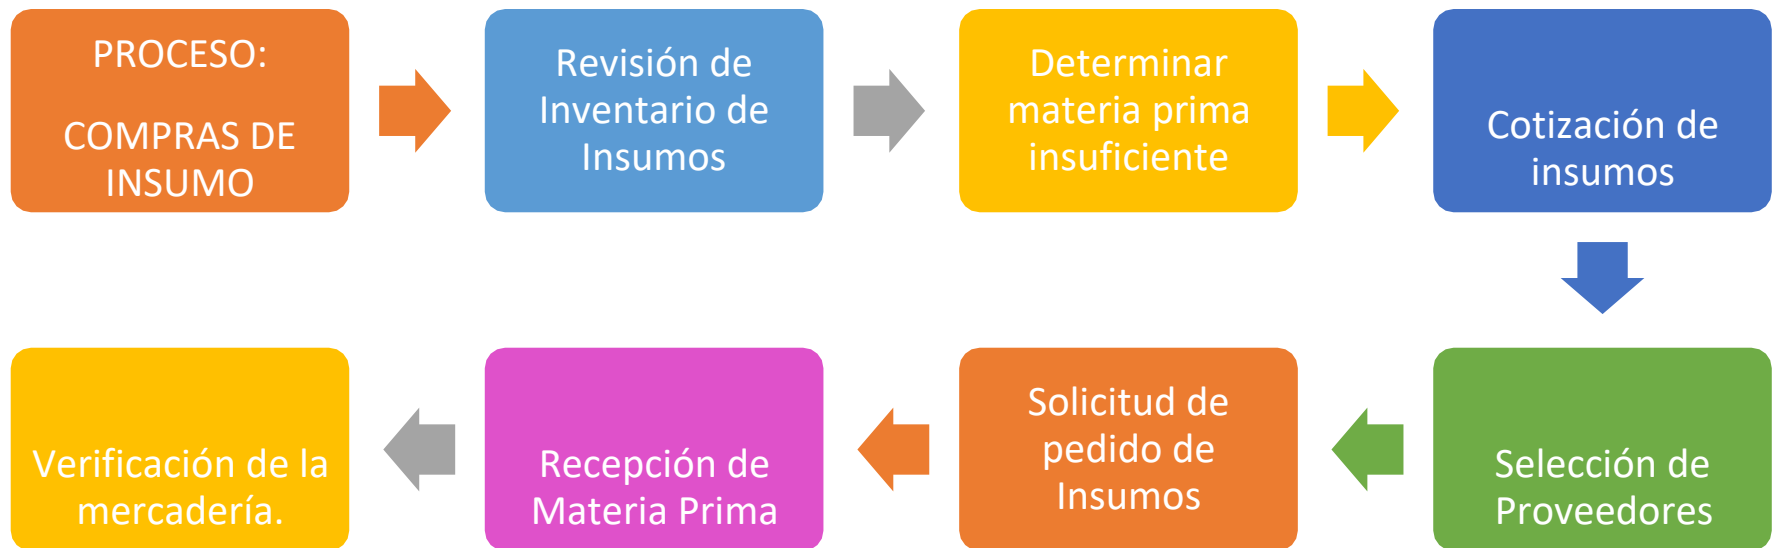 PROCESO:
COMPRAS DE
INSUMO
Revisión de
Inventario de
Insumos
Determinar
materia prima
insuficiente
Cotización de
insumos
Selección de
Proveedores
Solicitud de
pedido de
Insumos
Recepción de
Materia Prima
Verificación de la
mercadería.